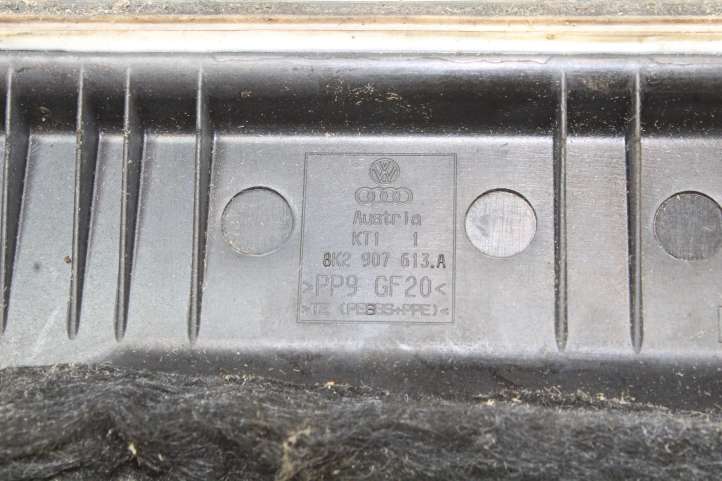 Austria
KT1 1
8K2 907 613.A
>PP9 GF20<